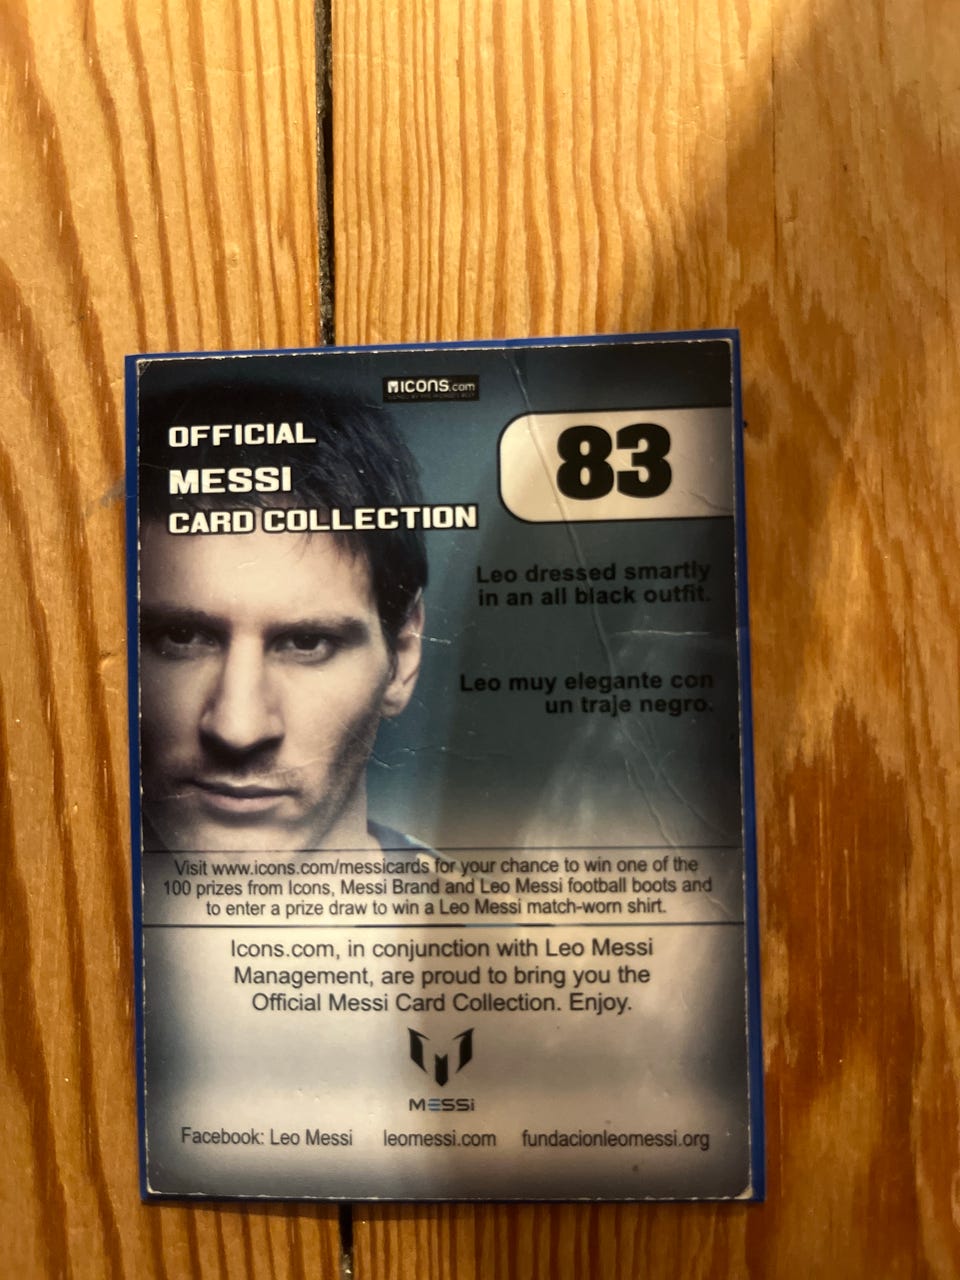 ICONS.com
OFFICIAL
MESSI
CARD COLLECTION
83
Leo dressed smartly
in an all black outfit.
Leo muy elegante con
un traje negro.
Visit www.icons.com/messicards for your chance to win one of the
100 prizes from Icons, Messi Brand and Leo Messi football boots and
to enter a prize draw to win a Leo Messi match-worn shirt.
Icons.com, in conjunction with Leo Messi
Management, are proud to bring you the
Official Messi Card Collection. Enjoy.
MESSi
Facebook: Leo Messi leomessi.com fundacionleomessi.org